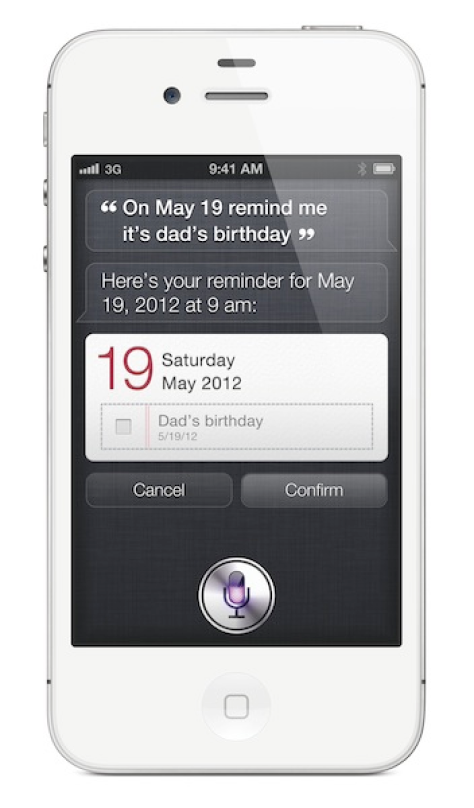 3G 9:41 AM
“ On May 19 remind me
it's dad's birthday ”
Here's your reminder for May
19, 2012 at 9 am:
19 Saturday
May 2012
Dad's birthday
5/19/12
Cancel Confirm